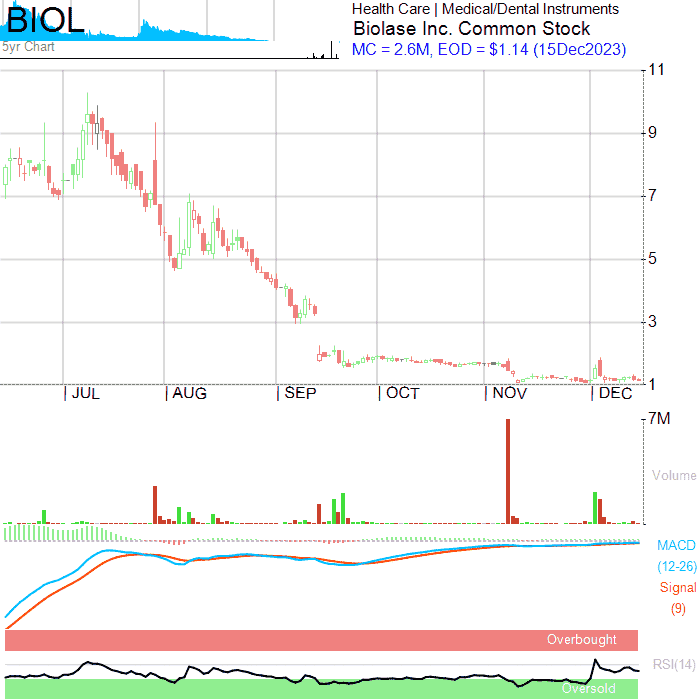 BIOL
5yr Chart
Health Care | Medical/Dental Instruments
Biolase Inc. Common Stock
MC = 2.6M, EOD = $1.14 (15Dec2023)
11
9
7
5
3
1
JUL AUG SEP OCT NOV DEC
7M
Volume
MACD
(12-26)
Signal
(9)
Overbought
RSI(14)
Oversold